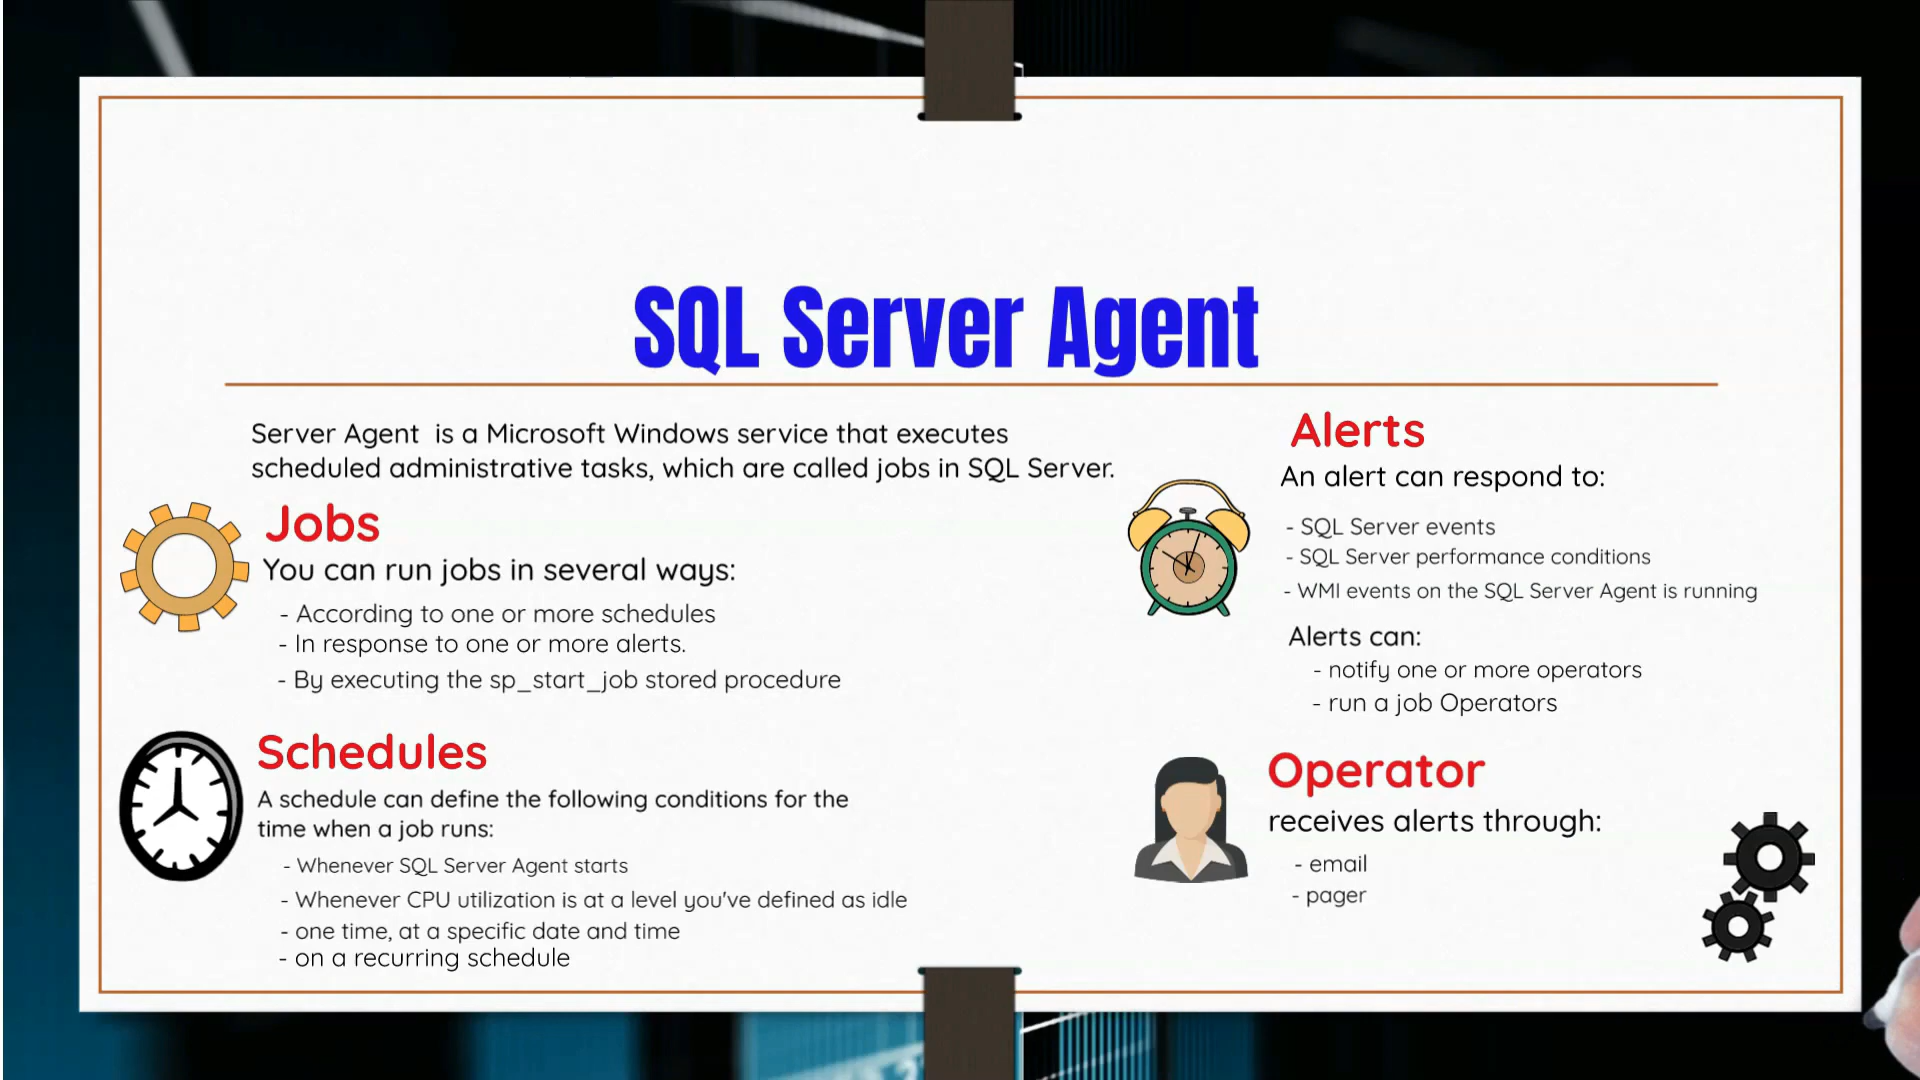 SQL Server Agent
Server Agent is a Microsoft Windows service that executes
scheduled administrative tasks, which are called jobs in SQL Server.
Jobs
You can run jobs in several ways:
- According to one or more schedules
- In response to one or more alerts.
- By executing the sp_start_job stored procedure
Schedules
A schedule can define the following conditions for the
time when a job runs:
- Whenever SQL Server Agent starts
- Whenever CPU utilization is at a level you've defined as idle
- one time, at a specific date and time
- on a recurring schedule
Alerts
An alert can respond to:
- SQL Server events
- SQL Server performance conditions
- WMI events on the SQL Server Agent is running
Alerts can:
- notify one or more operators
- run a job Operators
Operator
receives alerts through:
- email
- pager